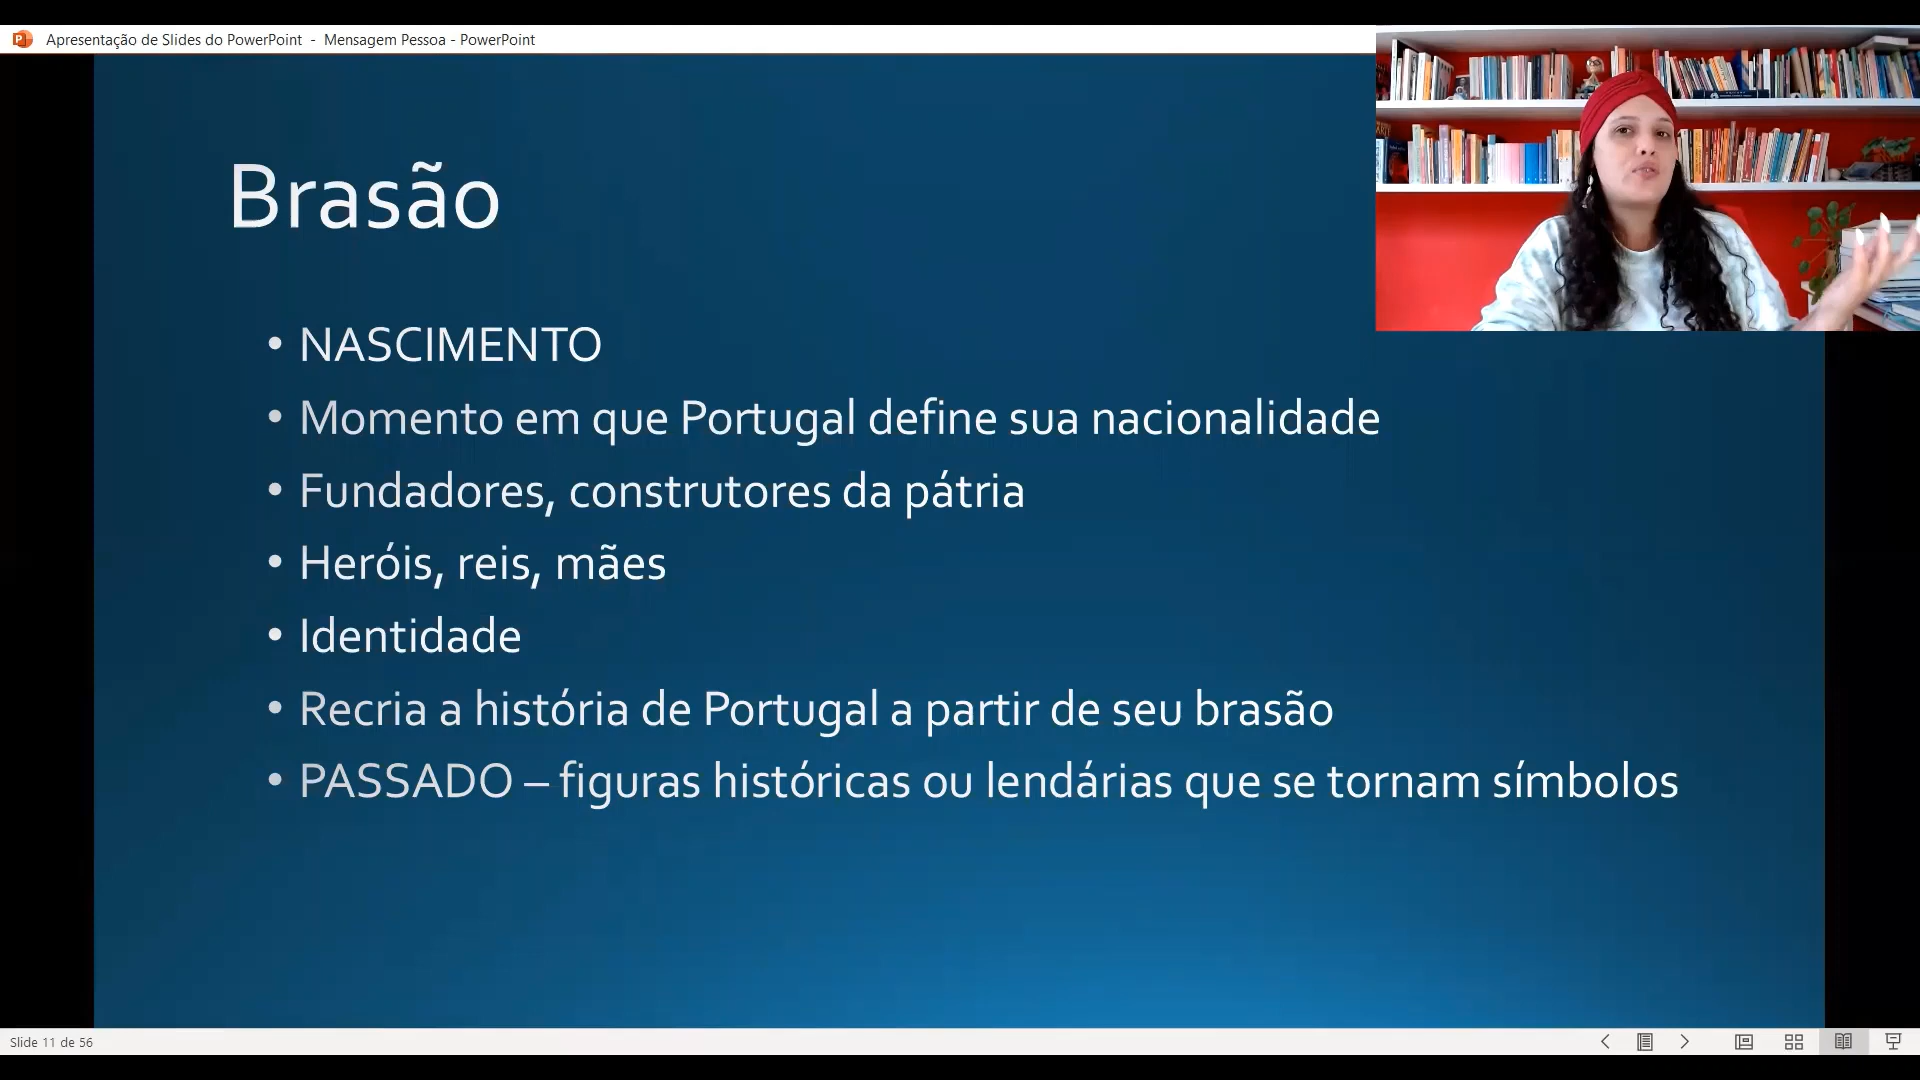 Apresentação de Slides do PowerPoint - Mensagem Pessoa - PowerPoint
Brasão
• NASCIMENTO
• Momento em que Portugal define sua nacionalidade
• Fundadores, construtores da pátria
• Heróis, reis, mães
• Identidade
• Recria a história de Portugal a partir de seu brasão
• PASSADO – figuras históricas ou lendárias que se tornam símbolos
Slide 11 de 56